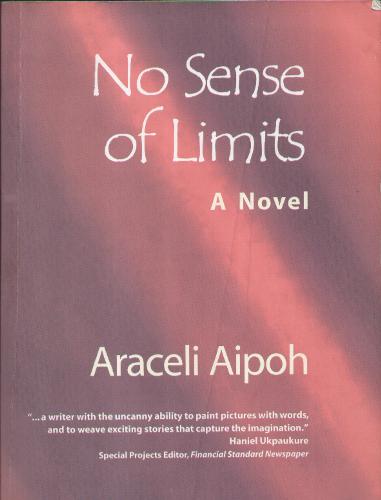 No Sense
of Limits
A Novel
Araceli Aipoh
“...a writer with the uncanny ability to paint pictures with words,
and to weave exciting stories that capture the imagination.”
Haniel Ukpaukure
Special Projects Editor, Financial Standard Newspaper